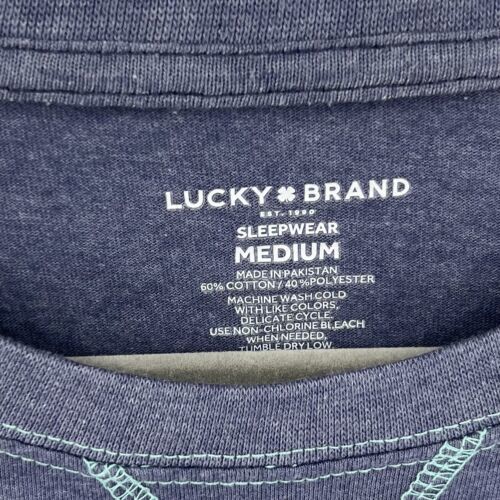 LUCKY BRAND
EST. 1990
SLEEPWEAR
MEDIUM
MADE IN PAKISTAN
60% COTTON / 40% POLYESTER
MACHINE WASH COLD
WITH LIKE COLORS,
DELICATE CYCLE.
USE NON-CHLORINE BLEACH
WHEN NEEDED,
TUMBLE DRY LOW.